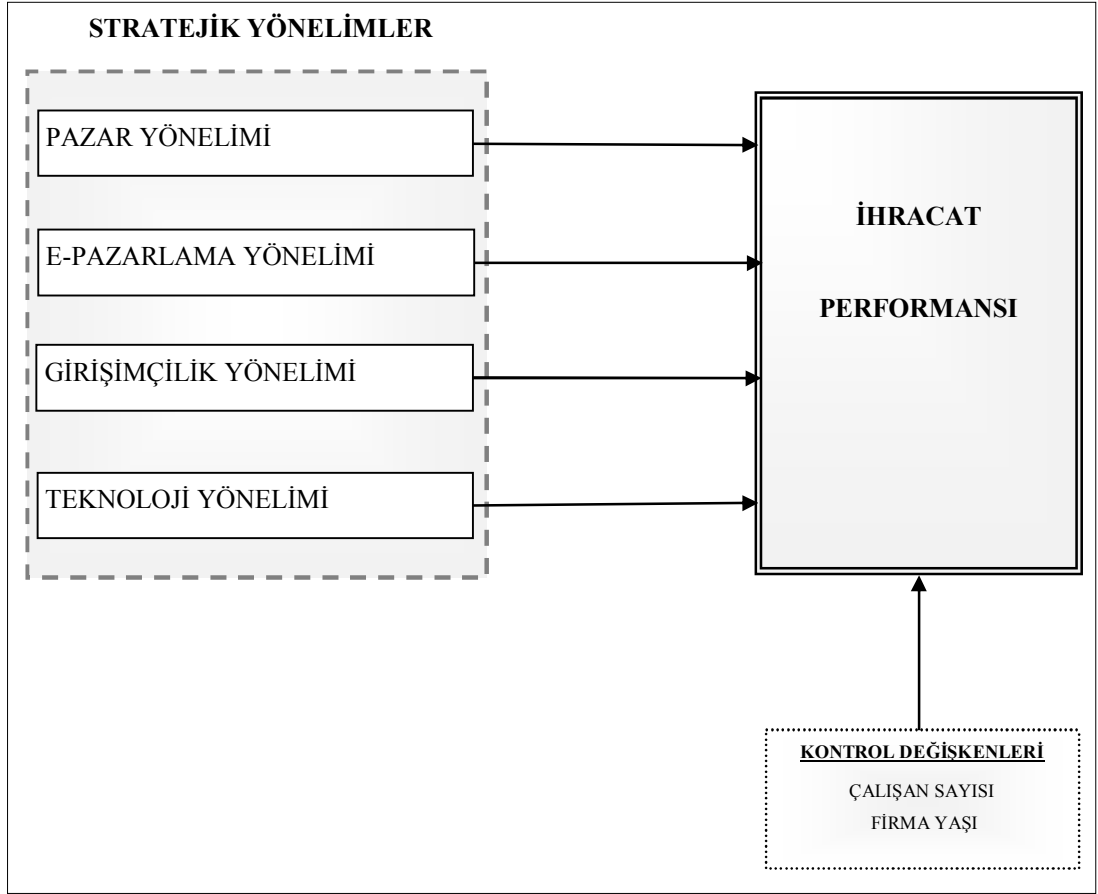 STRATEJİK YÖNELİMLER
PAZAR YÖNELİMİ
E-PAZARLAMA YÖNELİMİ
GİRİŞİMÇİLİK YÖNELİMİ
TEKNOLOJİ YÖNELİMİ
İHRACAT
PERFORMANSI
KONTROL DEĞİŞKENLERİ
ÇALIŞAN SAYISI
FİRMA YAŞI